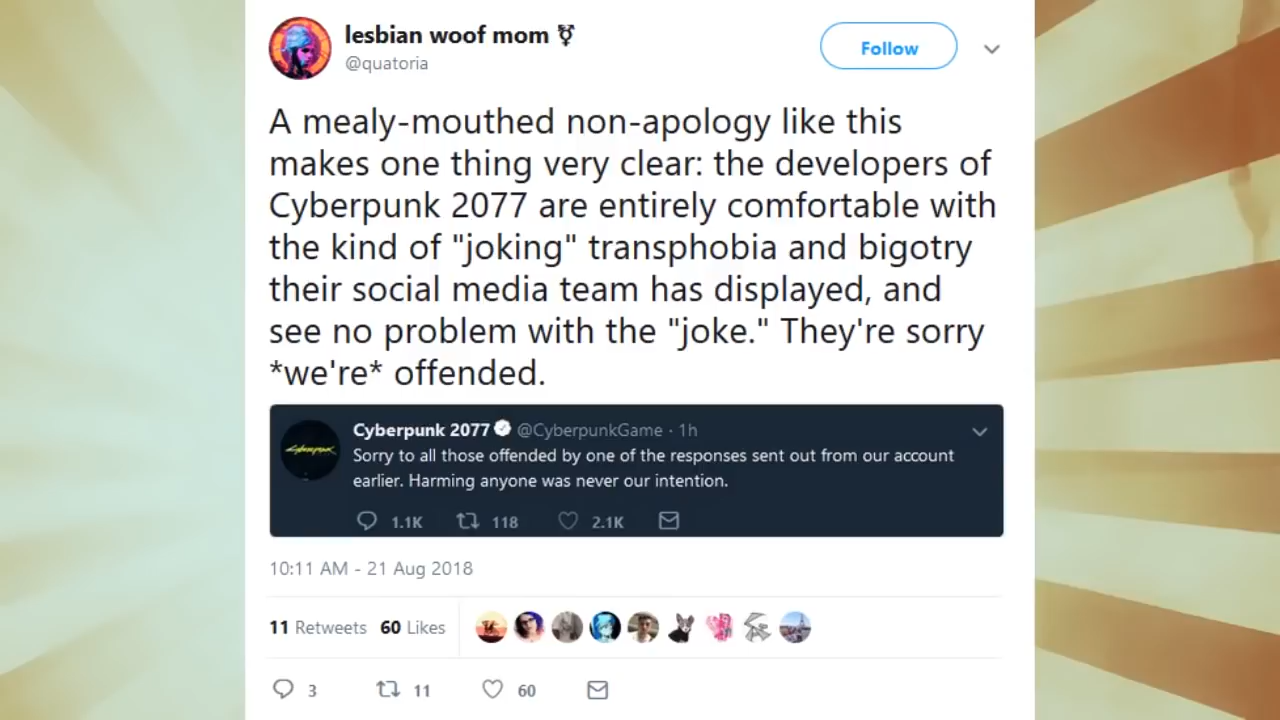 lesbian woof mom ⚧
@quatoria
Follow
A mealy-mouthed non-apology like this
makes one thing very clear: the developers of
Cyberpunk 2077 are entirely comfortable with
the kind of "joking" transphobia and bigotry
their social media team has displayed, and
see no problem with the "joke." They're sorry
*we're* offended.
Cyberpunk 2077 @CyberpunkGame · 1h
Sorry to all those offended by one of the responses sent out from our account
earlier. Harming anyone was never our intention.
1.1K 118 2.1K
10:11 AM - 21 Aug 2018
11 Retweets 60 Likes
3 11 60